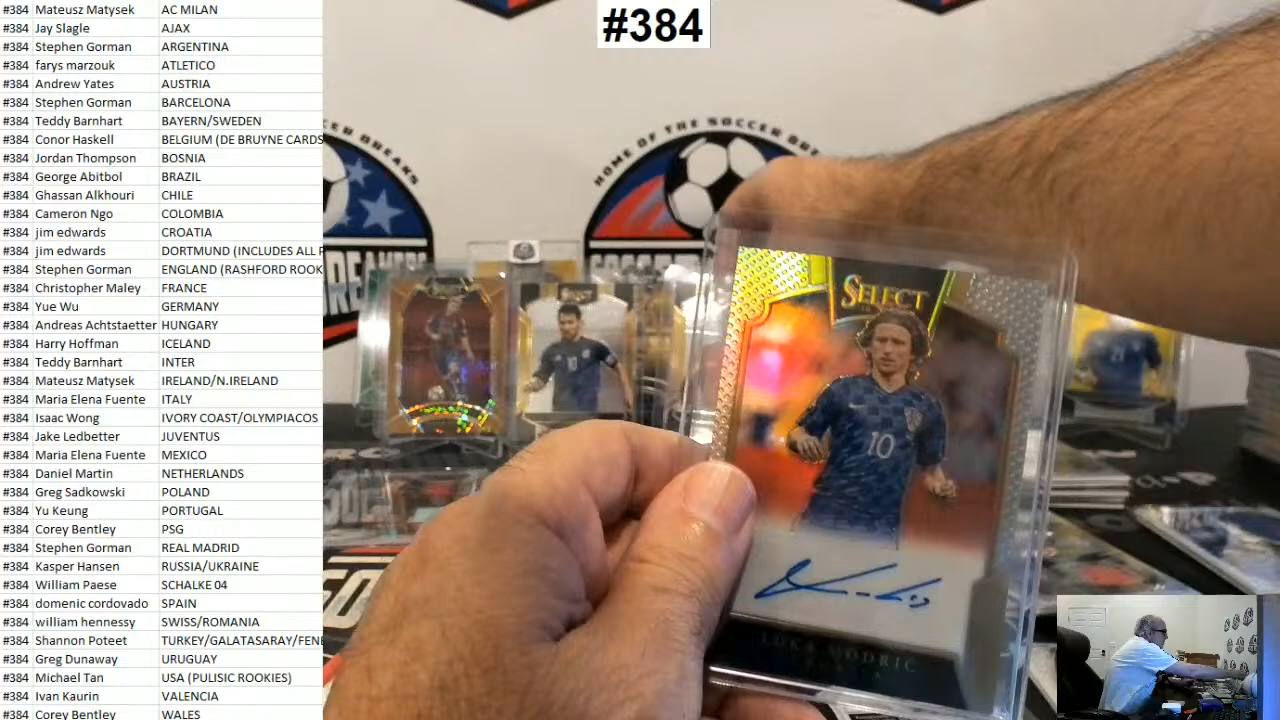 #384
#384 Mateusz Matysek AC MILAN
#384 Jay Slagle AJAX
#384 Stephen Gorman ARGENTINA
#384 farys marzouk ATLETICO
#384 Andrew Yates AUSTRIA
#384 Stephen Gorman BARCELONA
#384 Teddy Barnhart BAYERN/SWEDEN
#384 Conor Haskell BELGIUM (DE BRUYNE CARDS
#384 Jordan Thompson BOSNIA
#384 George Abitbol BRAZIL
#384 Ghassan Alkhouri CHILE
#384 Cameron Ngo COLOMBIA
#384 jim edwards CROATIA
#384 jim edwards DORTMUND (INCLUDES ALL
#384 Stephen Gorman ENGLAND (RASHFORD ROOK
#384 Christopher Maley FRANCE
#384 Yue Wu GERMANY
#384 Andreas Achtstaetter HUNGARY
#384 Harry Hoffman ICELAND
#384 Teddy Barnhart INTER
#384 Mateusz Matysek IRELAND/N.IRELAND
#384 Maria Elena Fuente ITALY
#384 Isaac Wong IVORY COAST/OLYMPIACOS
#384 Jake Ledbetter JUVENTUS
#384 Maria Elena Fuente MEXICO
#384 Daniel Martin NETHERLANDS
#384 Greg Sadkowski POLAND
#384 Yu Keung PORTUGAL
#384 Corey Bentley PSG
#384 Stephen Gorman REAL MADRID
#384 Kasper Hansen RUSSIA/UKRAINE
#384 William Paese SCHALKE 04
#384 domenic cordovado SPAIN
#384 william hennessy SWISS/ROMANIA
#384 Shannon Poteet TURKEY/GALATASARAY/FENE
#384 Greg Dunaway URUGUAY
#384 Michael Tan USA (PULISIC ROOKIES)
#384 Ivan Kaurin VALENCIA
#384 Corey Bentley WALES
HOME OF THE SOCCER
SELECT
10
LUKA MODRIC
10
21